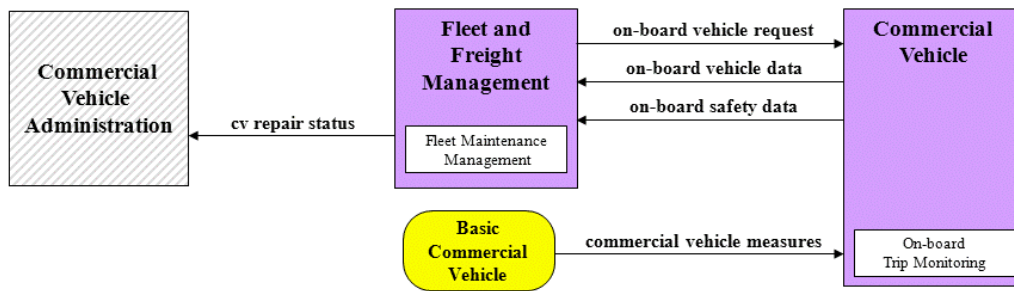 Commercial
Vehicle
Administration
cv repair status
Fleet and
Freight
Management
Fleet Maintenance
Management
on-board vehicle request
on-board vehicle data
on-board safety data
Commercial
Vehicle
On-board
Trip Monitoring
Basic
Commercial
Vehicle
commercial vehicle measures